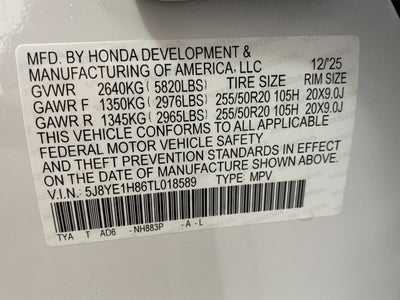 MFD. BY HONDA DEVELOPMENT & 12/'25
MANUFACTURING OF AMERICA, LLC
GVWR 2640KG ( 5820LBS) TIRE SIZE RIM SIZE
GAWR F 1350KG ( 2976LBS) 255/50R20 105H 20X9.0J
GAWR R 1345KG ( 2965LBS) 255/50R20 105H 20X9.0J
THIS VEHICLE CONFORMS TO ALL APPLICABLE
FEDERAL MOTOR VEHICLE SAFETY
AND THEFT PREVENTION STANDARDS IN EFFECT
ON THE DATE OF MANUFACTURE SHOWN ABOVE.
V.I.N.: 5J8YE1H86TL018589 TYPE: MPV
TYA T AD6 -NH883P -A -L